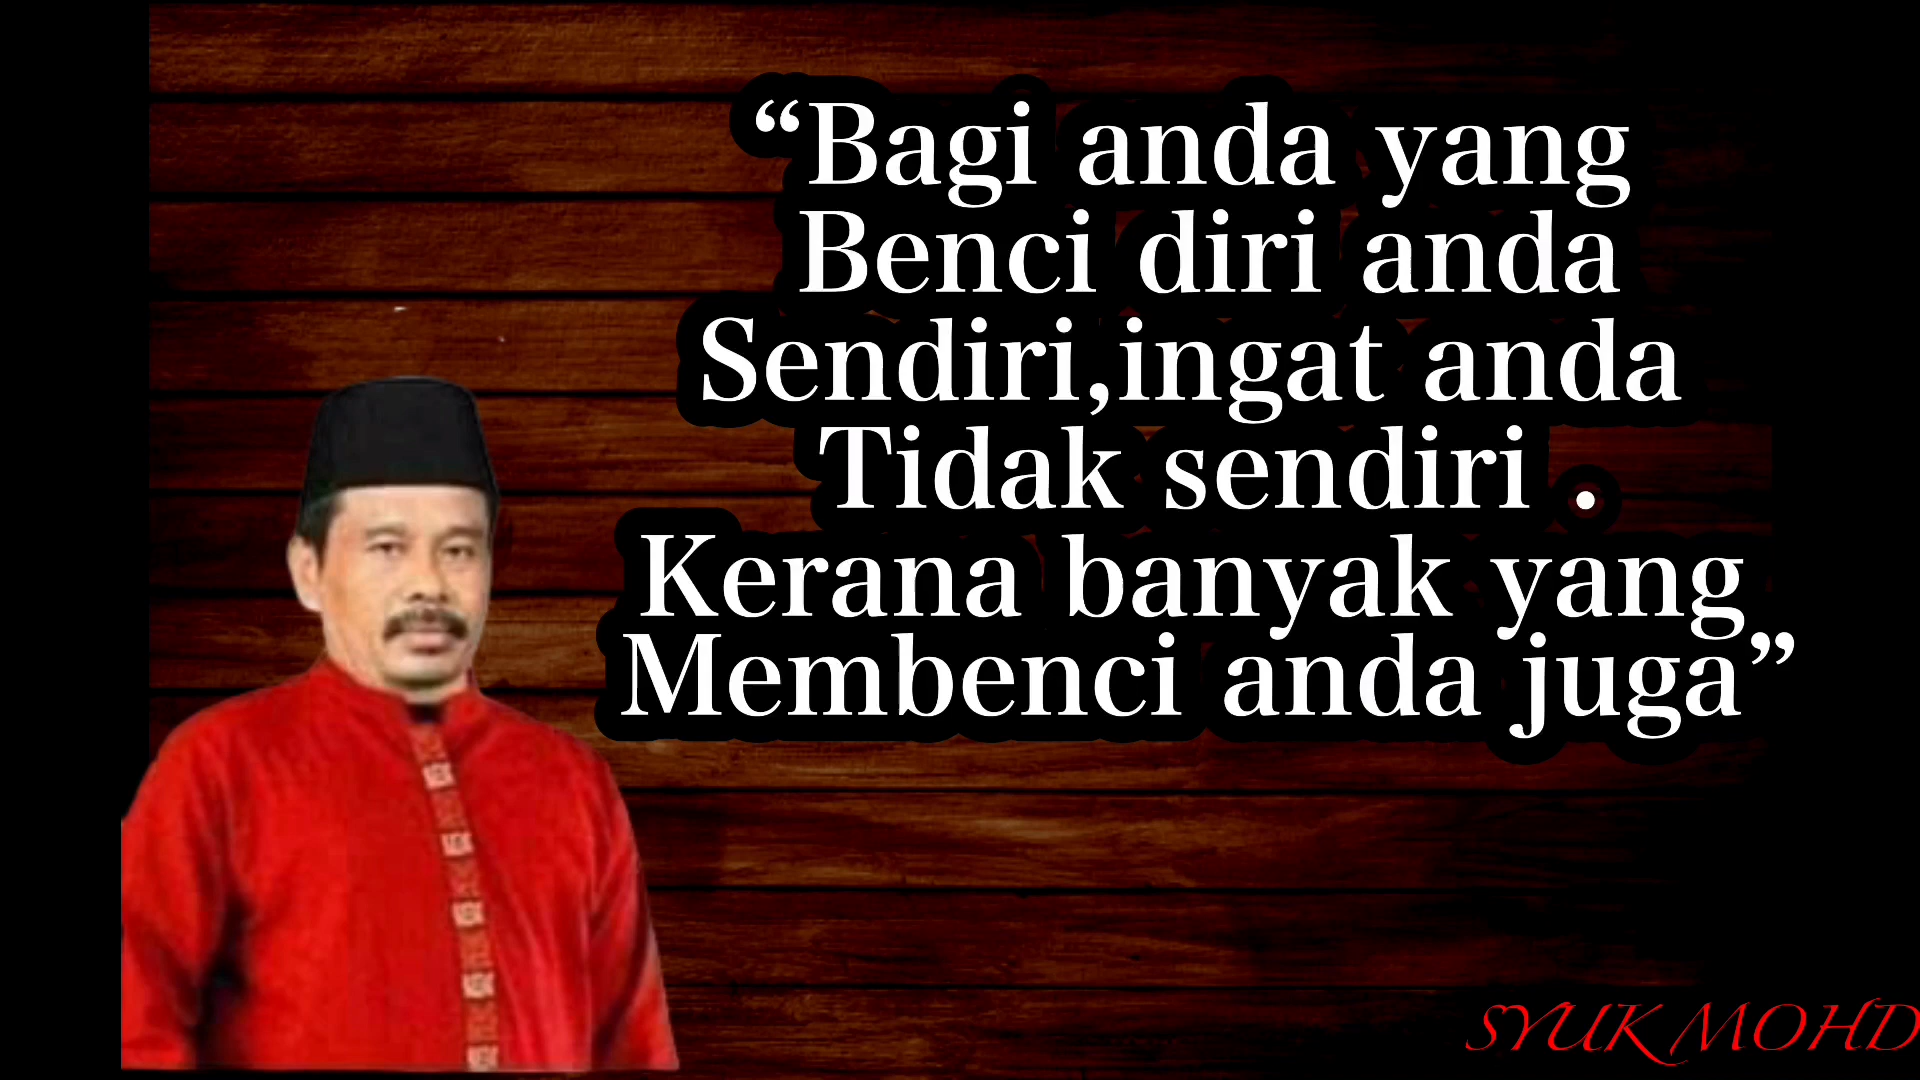 “Bagi anda yang
Benci diri anda
Sendiri,ingat anda
Tidak sendiri .
Kerana banyak yang
Membenci anda juga”
SYUK MOHD